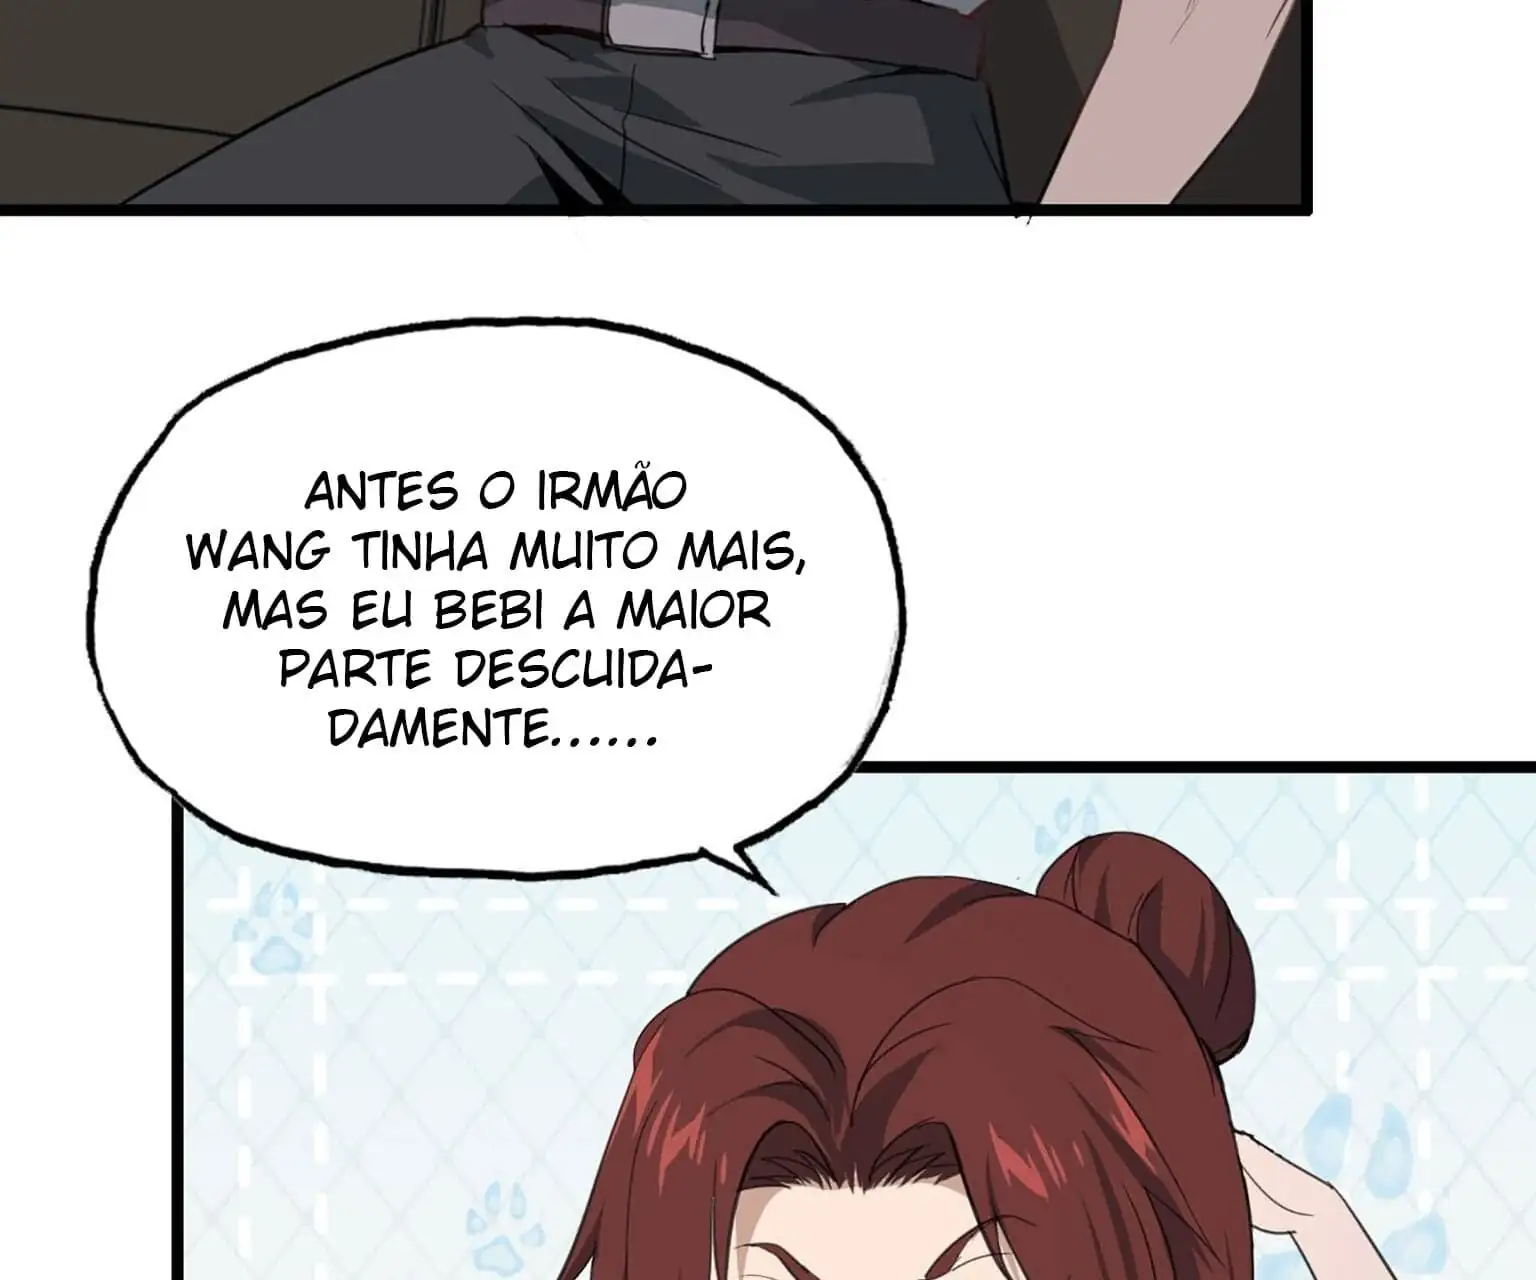 ANTES O IRMÃO
WANG TINHA MUITO MAIS,
MAS EU BEBI A MAIOR
PARTE DESCUIDA-
DAMENTE......